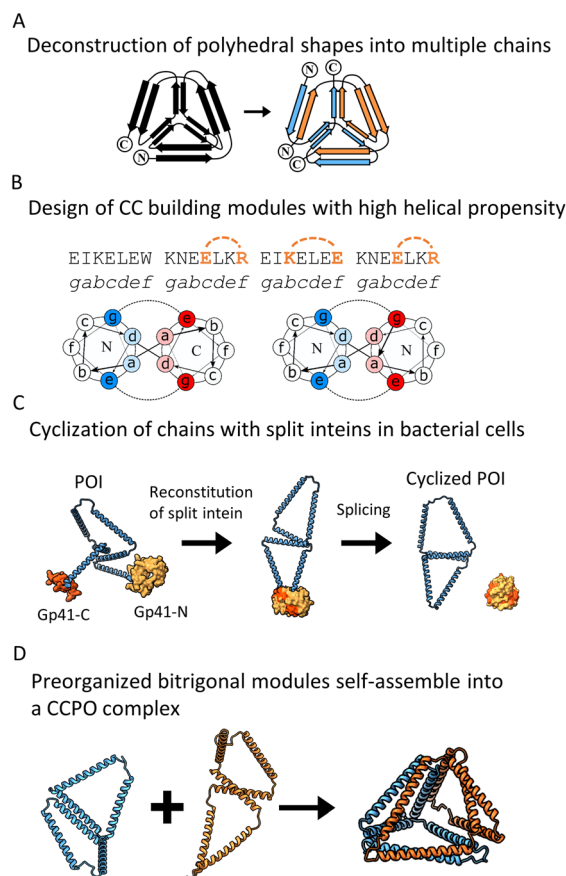 A
Deconstruction of polyhedral shapes into multiple chains
N
C
C
N
N
C
B
Design of CC building modules with high helical propensity
EIKELEW KNEELKR EIKELEE KNEELKR
gabcdef gabcdef gabcdef gabcdef
g e g g
c d a b c d d c
f N C f f N N f
b a d c b a a b
e g e e
C
Cyclization of chains with split inteins in bacterial cells
POI
Reconstitution
of split intein
Splicing
Cyclized POI
Gp41-C
Gp41-N
D
Preorganized bitrigonal modules self-assemble into
a CCPO complex